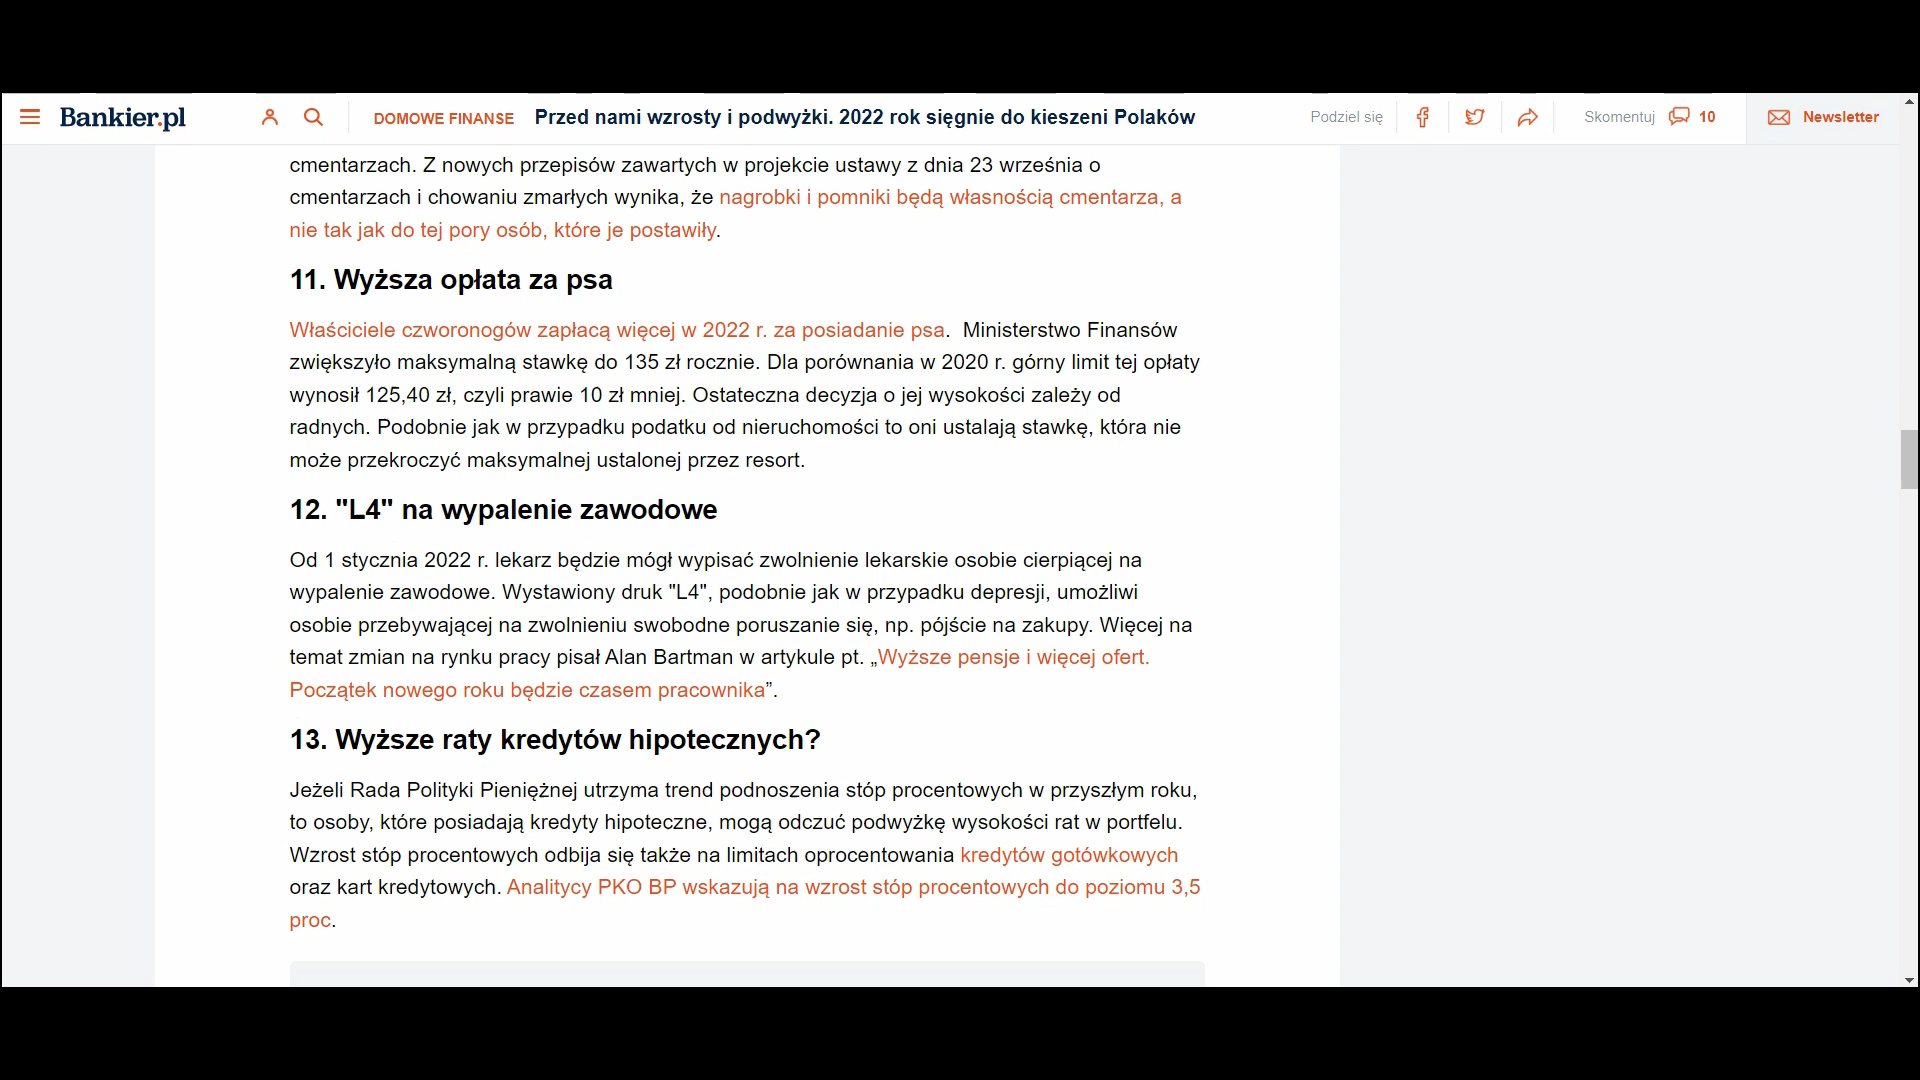 Bankier.pl DOMOWE FINANSE Przed nami wzrosty i podwyżki. 2022 rok sięgnie do kieszeni Polaków Podziel się Skomentuj 10 Newsletter
cmentarzach. Z nowych przepisów zawartych w projekcie ustawy z dnia 23 września o
cmentarzach i chowaniu zmarłych wynika, że nagrobki i pomniki będą własnością cmentarza, a
nie tak jak do tej pory osób, które je postawiły.
11. Wyższa opłata za psa
Właściciele czworonogów zapłacą więcej w 2022 r. za posiadanie psa.  Ministerstwo Finansów
zwiększyło maksymalną stawkę do 135 zł rocznie. Dla porównania w 2020 r. górny limit tej opłaty
wynosił 125,40 zł, czyli prawie 10 zł mniej. Ostateczna decyzja o jej wysokości zależy od
radnych. Podobnie jak w przypadku podatku od nieruchomości to oni ustalają stawkę, która nie
może przekroczyć maksymalnej ustalonej przez resort.
12. "L4" na wypalenie zawodowe
Od 1 stycznia 2022 r. lekarz będzie mógł wypisać zwolnienie lekarskie osobie cierpiącej na
wypalenie zawodowe. Wystawiony druk "L4", podobnie jak w przypadku depresji, umożliwi
osobie przebywającej na zwolnieniu swobodne poruszanie się, np. pójście na zakupy. Więcej na
temat zmian na rynku pracy pisał Alan Bartman w artykule pt. „Wyższe pensje i więcej ofert.
Początek nowego roku będzie czasem pracownika”.
13. Wyższe raty kredytów hipotecznych?
Jeżeli Rada Polityki Pieniężnej utrzyma trend podnoszenia stóp procentowych w przyszłym roku,
to osoby, które posiadają kredyty hipoteczne, mogą odczuć podwyżkę wysokości rat w portfelu.
Wzrost stóp procentowych odbija się także na limitach oprocentowania kredytów gotówkowych
oraz kart kredytowych. Analitycy PKO BP wskazują na wzrost stóp procentowych do poziomu 3,5
proc.